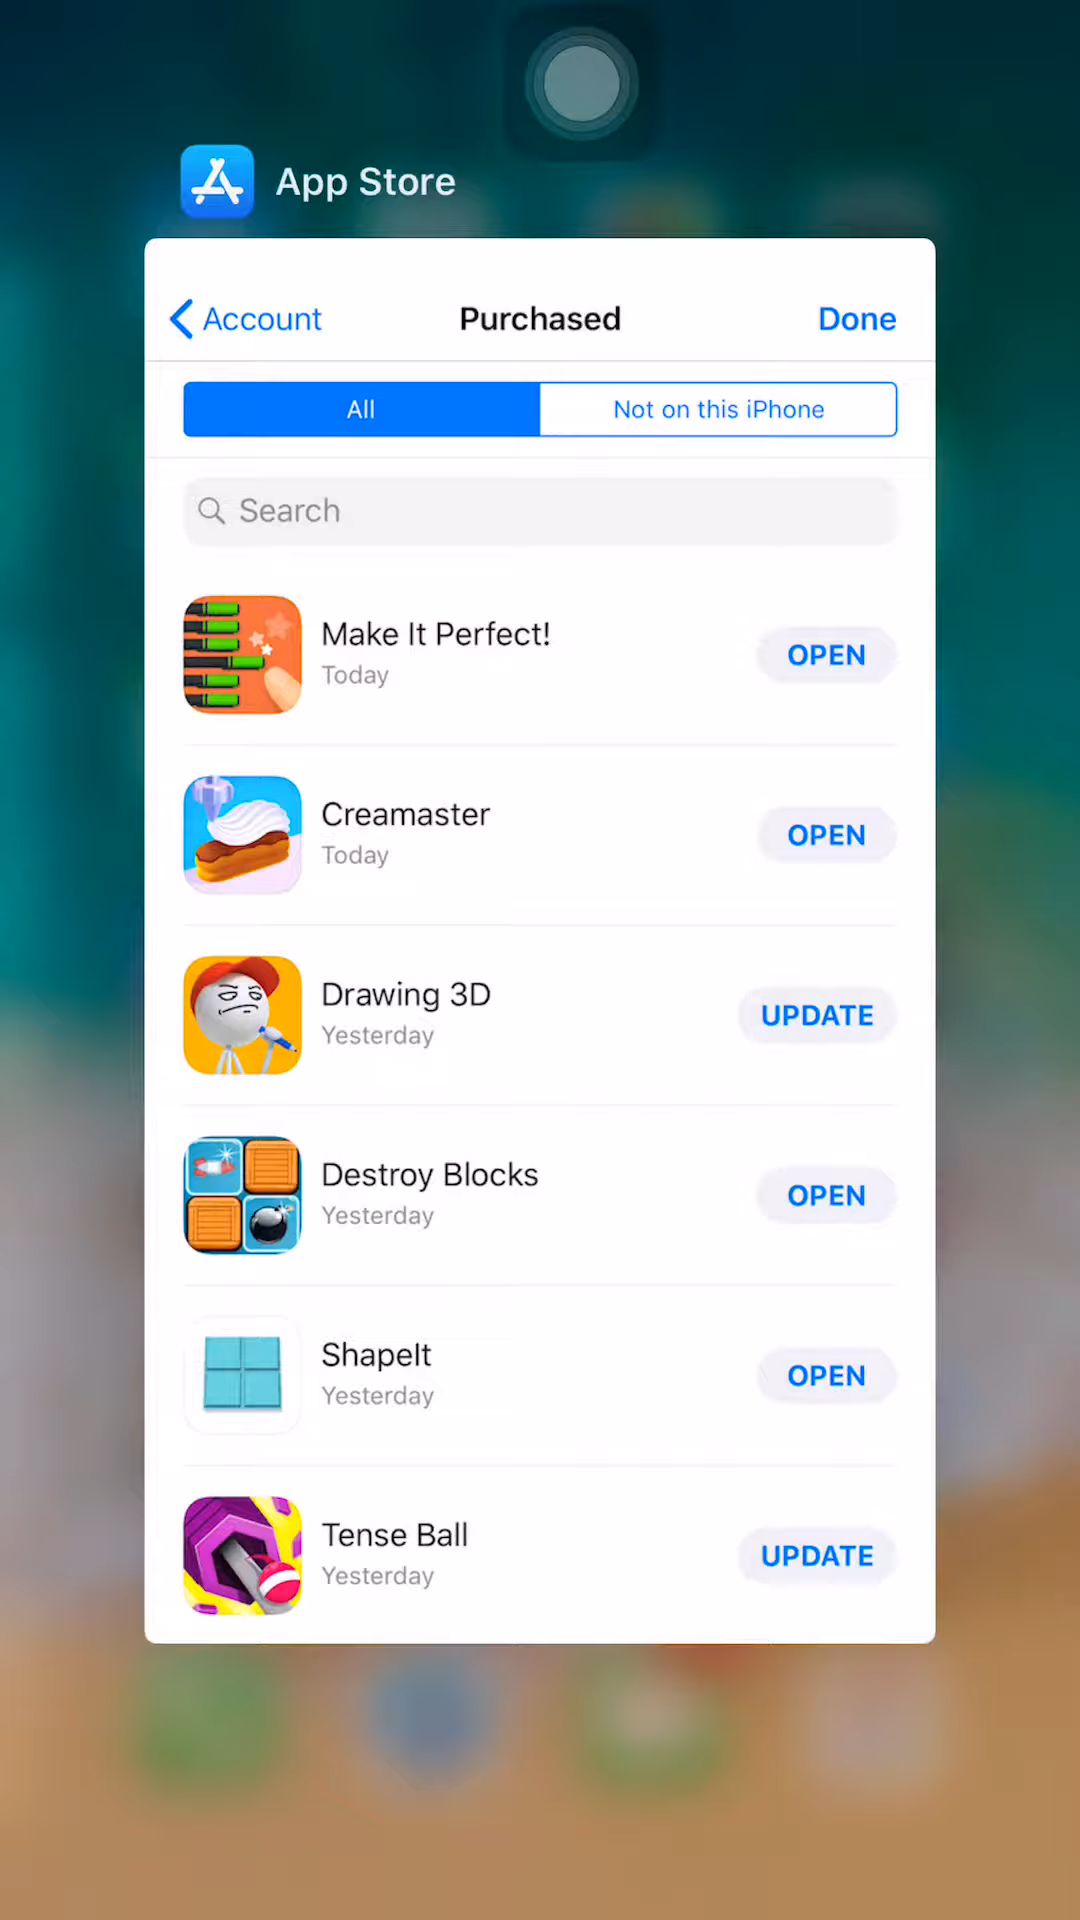 App Store
Account
Purchased
Done
All
Not on this iPhone
Search
Make It Perfect!
Today
OPEN
Creamaster
Today
OPEN
Drawing 3D
Yesterday
UPDATE
Destroy Blocks
Yesterday
OPEN
ShapeIt
Yesterday
OPEN
Tense Ball
Yesterday
UPDATE